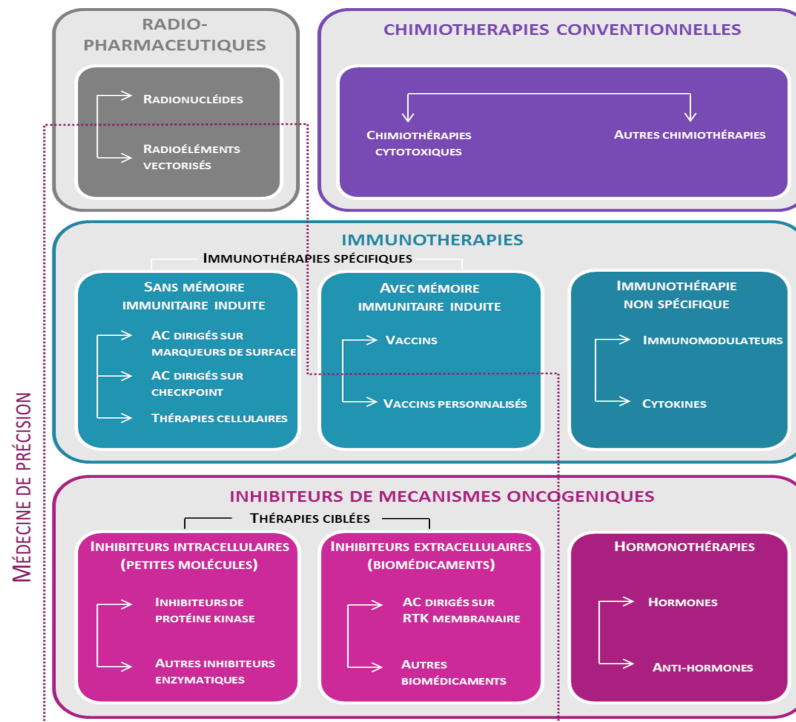 RADIO-
PHARMACEUTIQUES
RADIONUCLÉIDES
RADIOÉLÉMENTS
VECTORISÉS
CHIMIOTHERAPIES CONVENTIONNELLES
CHIMIOTHÉRAPIES
CYTOTOXIQUES
AUTRES CHIMIOTHÉRAPIES
IMMUNOTHERAPIES
IMMUNOTHÉRAPIES SPÉCIFIQUES
SANS MÉMOIRE
IMMUNITAIRE INDUITE
AC DIRIGÉS SUR
MARQUEURS DE SURFACE
AC DIRIGÉS SUR
CHECKPOINT
THÉRAPIES CELLULAIRES
AVEC MÉMOIRE
IMMUNITAIRE INDUITE
VACCINS
VACCINS PERSONNALISÉS
IMMUNOTHÉRAPIE
NON SPÉCIFIQUE
IMMUNOMODULATEURS
CYTOKINES
MÉDECINE DE PRÉCISION
INHIBITEURS DE MECANISMES ONCOGENIQUES
THÉRAPIES CIBLÉES
INHIBITEURS INTRACELLULAIRES
(PETITES MOLÉCULES)
INHIBITEURS DE
PROTÉINE KINASE
AUTRES INHIBITEURS
ENZYMATIQUES
INHIBITEURS EXTRACELLULAIRES
(BIOMÉDICAMENTS)
AC DIRIGÉS SUR
RTK MEMBRANAIRE
AUTRES
BIOMÉDICAMENTS
HORMONOTHÉRAPIES
HORMONES
ANTI-HORMONES